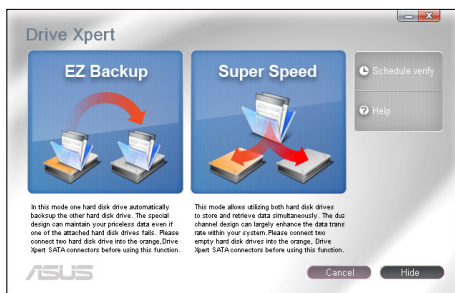 Drive Xpert
EZ Backup
Super Speed
Schedule verify
Help
In this mode one hard disk drive automatically
backsup the other hard disk drive. The special
design can maintain your priceless data even if
one of the attached hard disk drives fails. Please
connect two hard disk drive into the orange,Drive
Xpert SATA connectors before using this function.
This mode allows utilizing both hard disk drives
to store and retrieve data simultaneously. The dua
channel design can largely enhance the data trans
rate within your system. Please connect two
empty hard disk drives into the orange, Drive
Xpert SATA connectors before using this function.
ASUS
Cancel
Hide